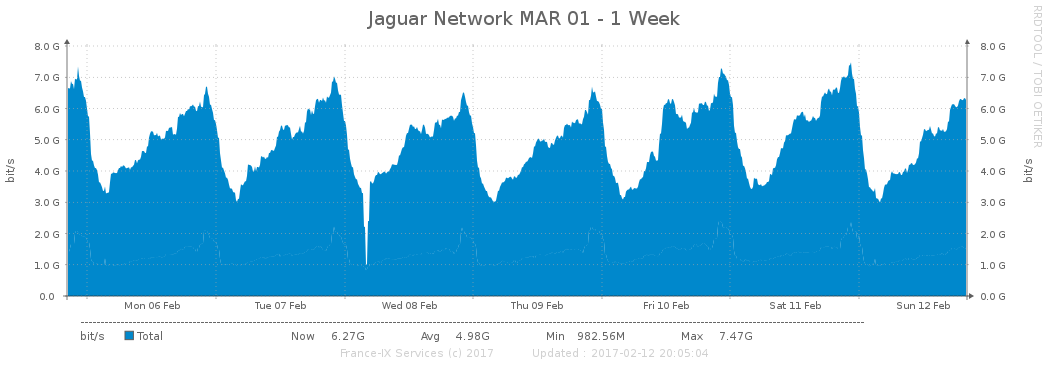 Jaguar Network MAR 01 - 1 Week
RRDTOOL / TOBI OETIKER
8.0 G 8.0 G
7.0 G 7.0 G
6.0 G 6.0 G
5.0 G 5.0 G
4.0 G 4.0 G
3.0 G 3.0 G
2.0 G 2.0 G
1.0 G 1.0 G
0.0 0.0 G
bit/s bit/s
Mon 06 Feb Tue 07 Feb Wed 08 Feb Thu 09 Feb Fri 10 Feb Sat 11 Feb Sun 12 Feb
bit/s Total Now 6.27G Avg 4.98G Min 982.56M Max 7.47G
France-IX Services (c) 2017 Updated : 2017-02-12 20:05:04